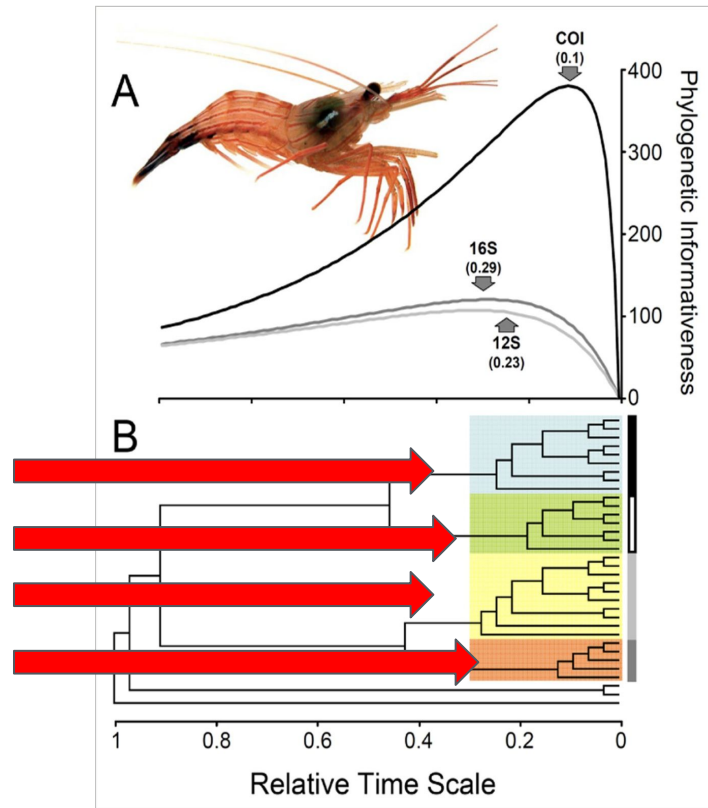 A
COI
(0.1)
400
300
200
100
0
Phylogenetic Informativeness
16S
(0.29)
12S
(0.23)
B
1 0.8 0.6 0.4 0.2 0
Relative Time Scale